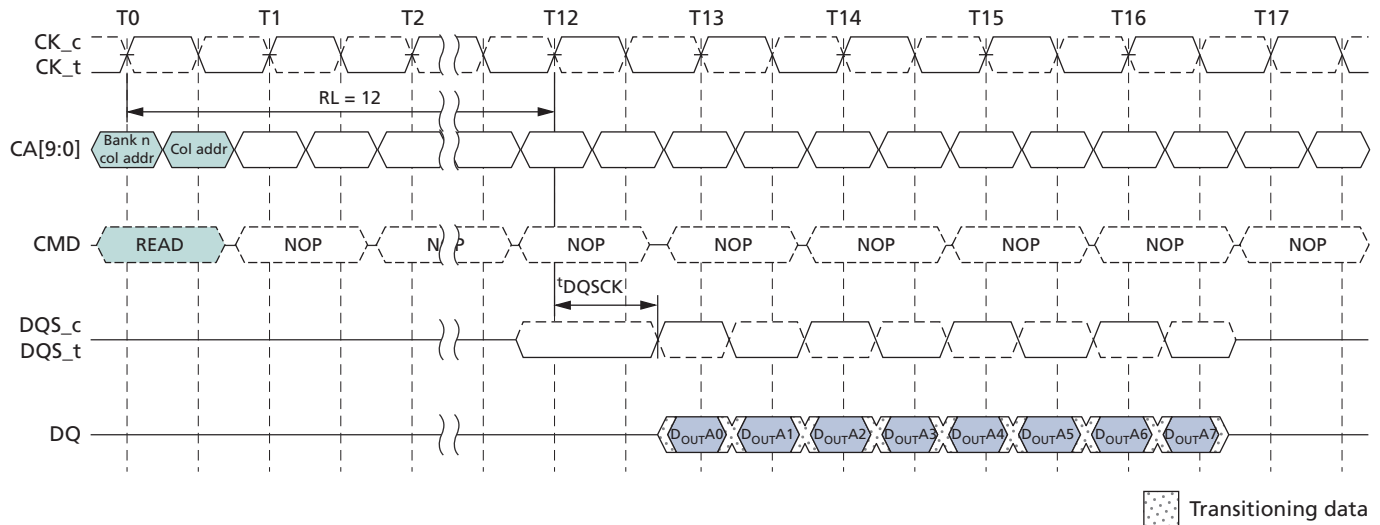 T0 T1 T2 T12 T13 T14 T15 T16 T17
CK_c
CK_t
RL = 12
CA[9:0] Bank n col addr Col addr
CMD READ NOP NOP NOP NOP NOP NOP NOP NOP
tDQSCK
DQS_c
DQS_t
DQ DOUTA0 DOUTA1 DOUTA2 DOUTA3 DOUTA4 DOUTA5 DOUTA6 DOUTA7
Transitioning data